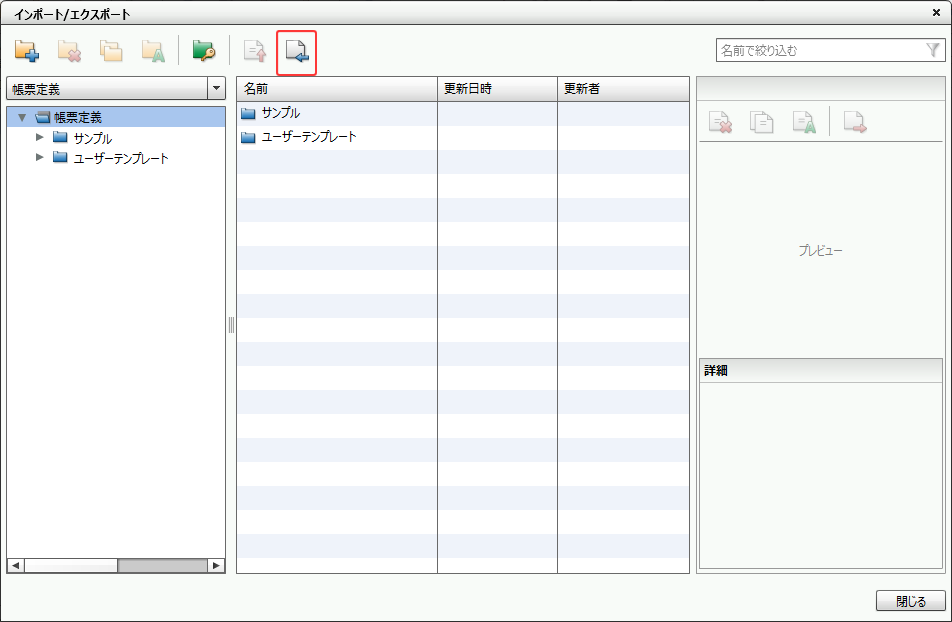 インポート/エクスポート
名前で絞り込む
帳票定義
帳票定義
サンプル
ユーザーテンプレート
名前
更新日時
更新者
サンプル
ユーザーテンプレート
プレビュー
詳細
閉じる